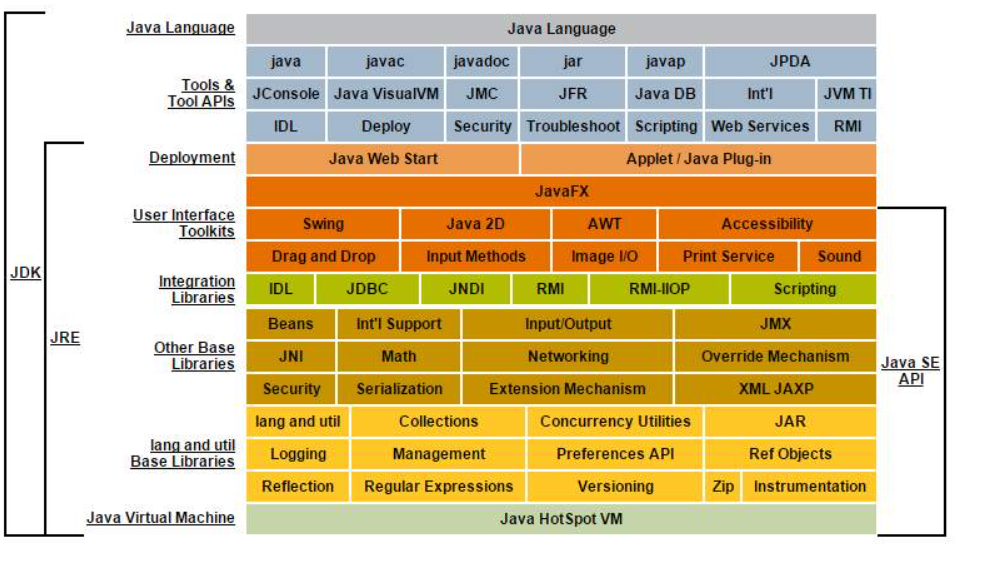 Java Language Java Language
java javac javadoc jar javap JPDA
Tools &
Tool APIs
JConsole Java VisualVM JMC JFR Java DB Int'l JVM TI
IDL Deploy Security Troubleshoot Scripting Web Services RMI
Deployment Java Web Start Applet / Java Plug-in
JavaFX
User Interface
Toolkits
Swing Java 2D AWT Accessibility
Drag and Drop Input Methods Image I/O Print Service Sound
JDK
Integration
Libraries
IDL JDBC JNDI RMI RMI-IIOP Scripting
Beans Int'l Support Input/Output JMX
JRE
Other Base
Libraries
JNI Math Networking Override Mechanism
Java SE
API
Security Serialization Extension Mechanism XML JAXP
lang and util Collections Concurrency Utilities JAR
lang and util
Base Libraries
Logging Management Preferences API Ref Objects
Reflection Regular Expressions Versioning Zip Instrumentation
Java Virtual Machine Java HotSpot VM